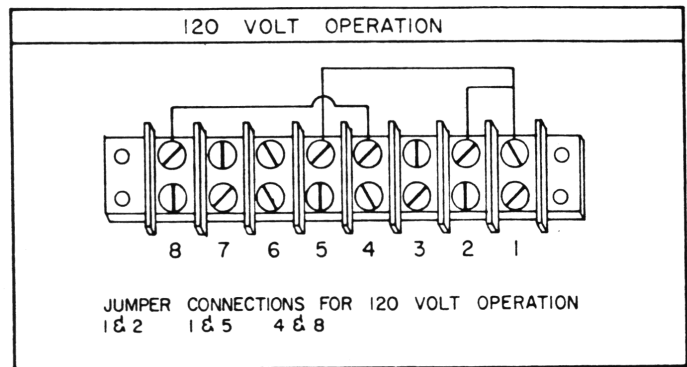 120 VOLT OPERATION
8 7 6 5 4 3 2 1
JUMPER CONNECTIONS FOR 120 VOLT OPERATION
1 & 2 1 & 5 4 & 8